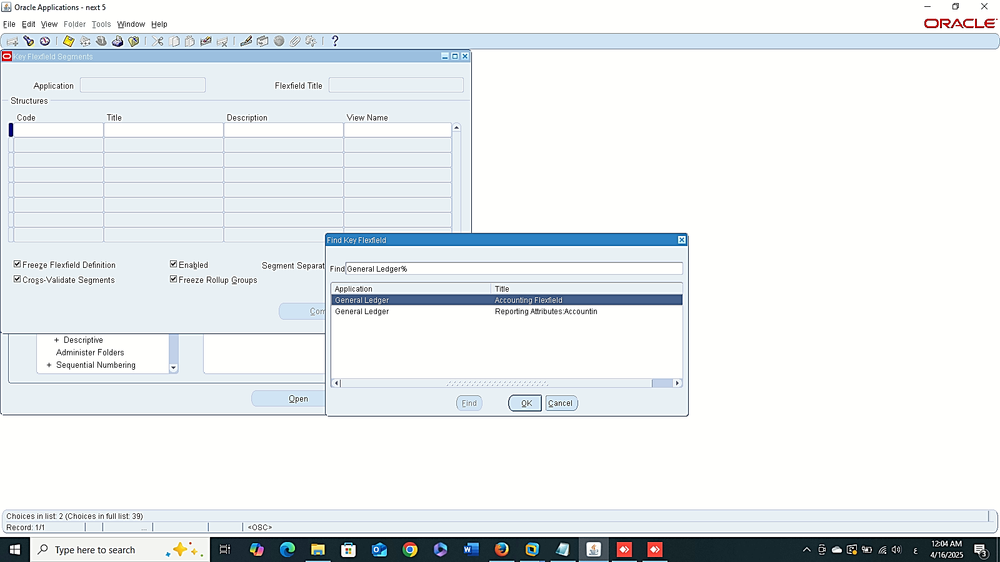 Oracle Applications - next 5
File Edit View Folder Tools Window Help
ORACLE
Key Flexfield Segments
Application
Flexfield Title
Structures
Code Title Description View Name
Freeze Flexfield Definition
Enabled
Segment Separat
Cross-Validate Segments
Freeze Rollup Groups
Com
+ Descriptive
Administer Folders
+ Sequential Numbering
Open
Find Key Flexfield
Find General Ledger%
Application Title
General Ledger Accounting Flexfield
General Ledger Reporting Attributes:Accountin
Find OK Cancel
Choices in list: 2 (Choices in full list: 39)
Record: 1/1 ... <OSC>
Type here to search
ع
12:04 AM
4/16/2025
3